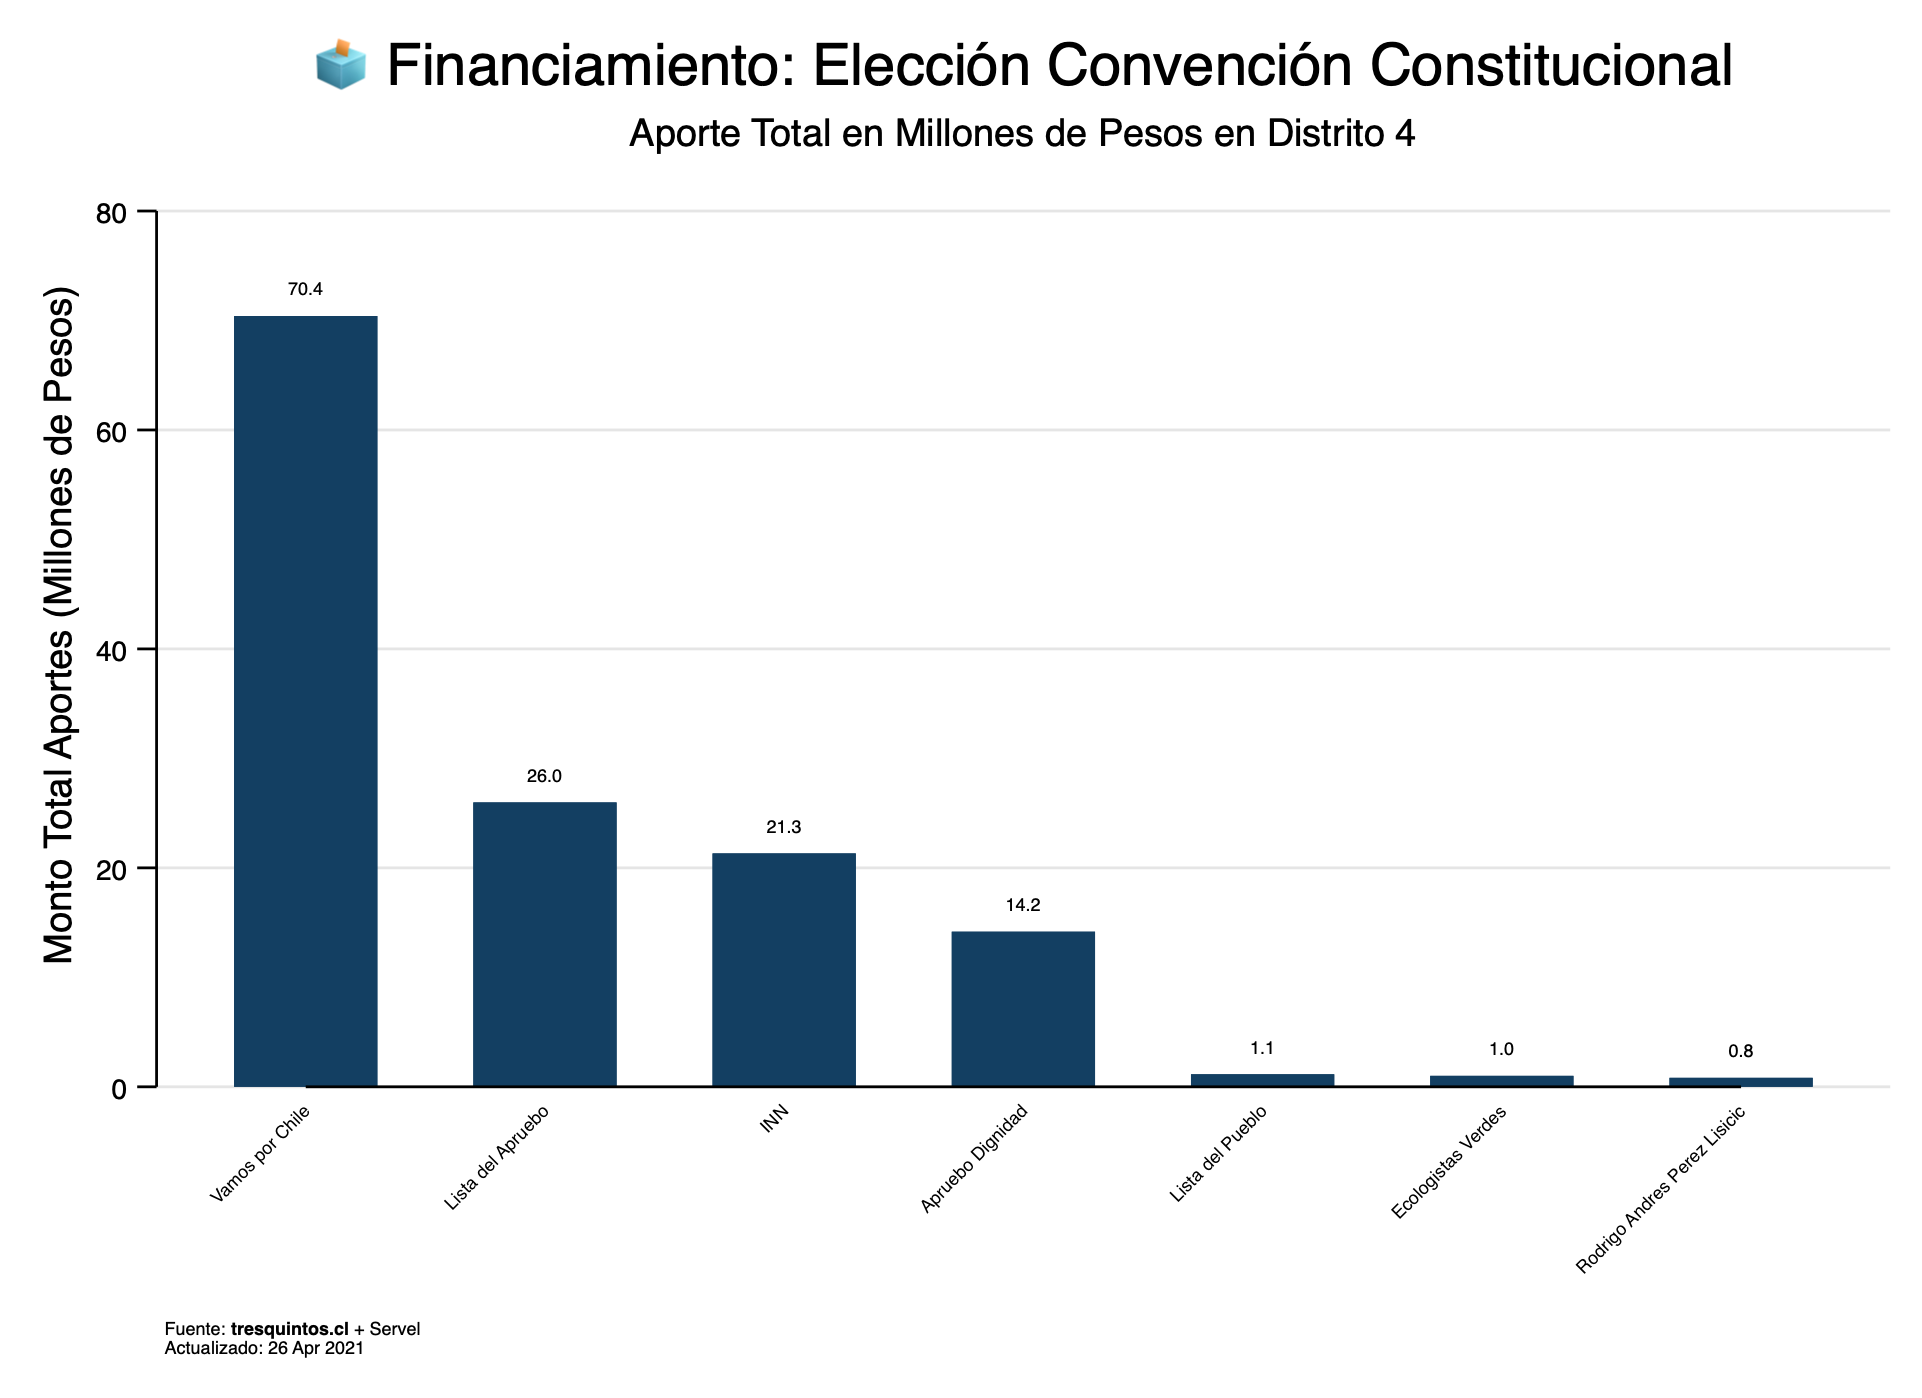 Financiamiento: Elección Convención Constitucional
Aporte Total en Millones de Pesos en Distrito 4
Monto Total Aportes (Millones de Pesos)
80
60
40
20
0
70.4
26.0
21.3
14.2
1.1
1.0
0.8
Vamos por Chile
Lista del Apruebo
INN
Apruebo Dignidad
Lista del Pueblo
Ecologistas Verdes
Rodrigo Andres Perez Lisicic
Fuente: tresquintos.cl + Servel
Actualizado: 26 Apr 2021